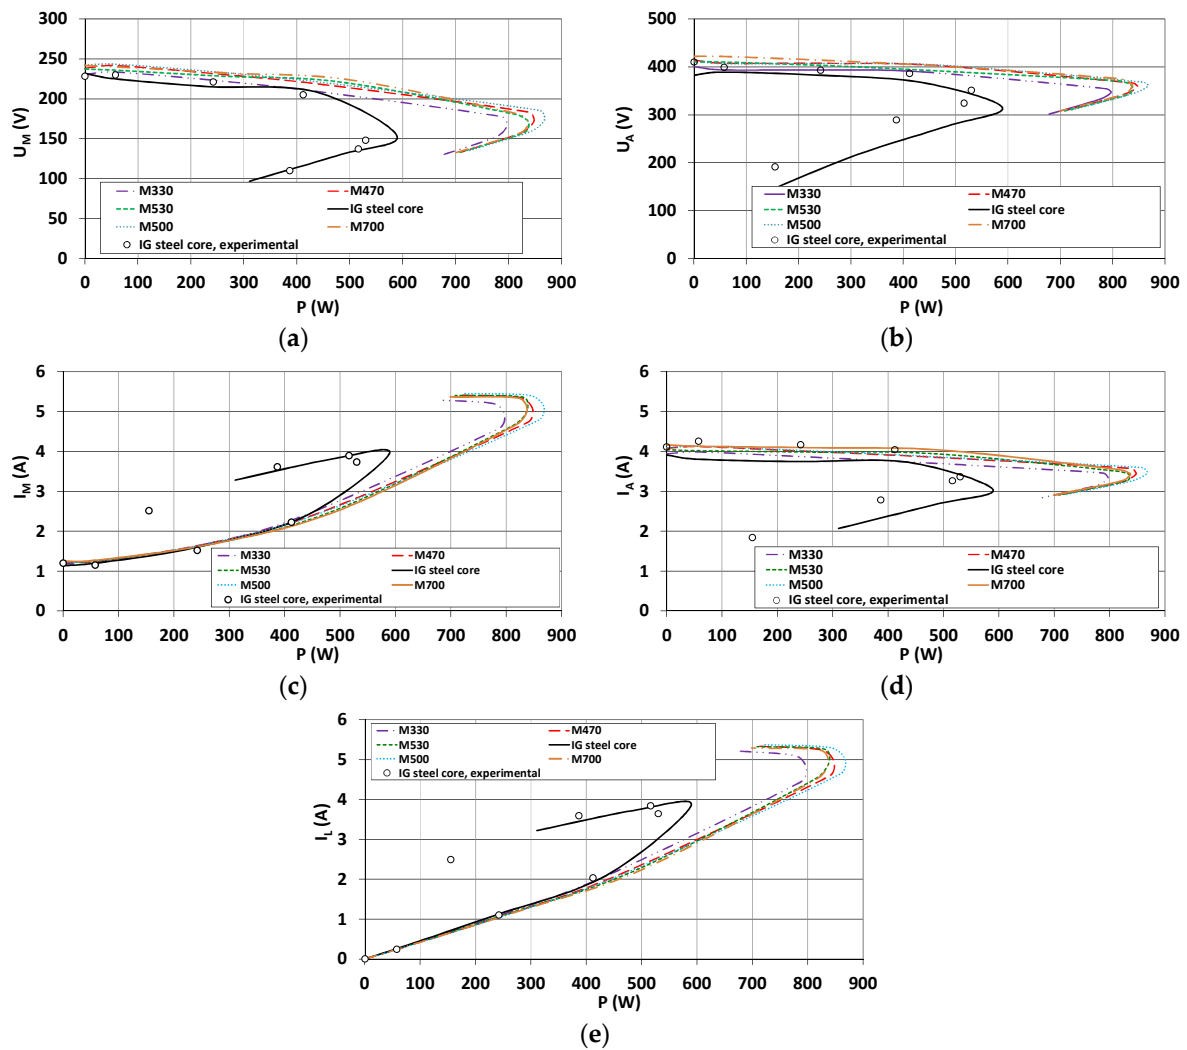 300
250
200
150
100
50
0
U_M (V)
M330 M470
M530 IG steel core
M500 M700
IG steel core, experimental
0 100 200 300 400 500 600 700 800 900
P (W)
(a)
500
400
300
200
100
0
U_A (V)
M330 M470
M530 IG steel core
M500 M700
IG steel core, experimental
0 100 200 300 400 500 600 700 800 900
P (W)
(b)
6
5
4
3
2
1
0
I_M (A)
M330 M470
M530 IG steel core
M500 M700
IG steel core, experimental
0 100 200 300 400 500 600 700 800 900
P (W)
(c)
6
5
4
3
2
1
0
I_A (A)
M330 M470
M530 IG steel core
M500 M700
IG steel core, experimental
0 100 200 300 400 500 600 700 800 900
P (W)
(d)
6
5
4
3
2
1
0
I_L (A)
M330 M470
M530 IG steel core
M500 M700
IG steel core, experimental
0 100 200 300 400 500 600 700 800 900
P (W)
(e)